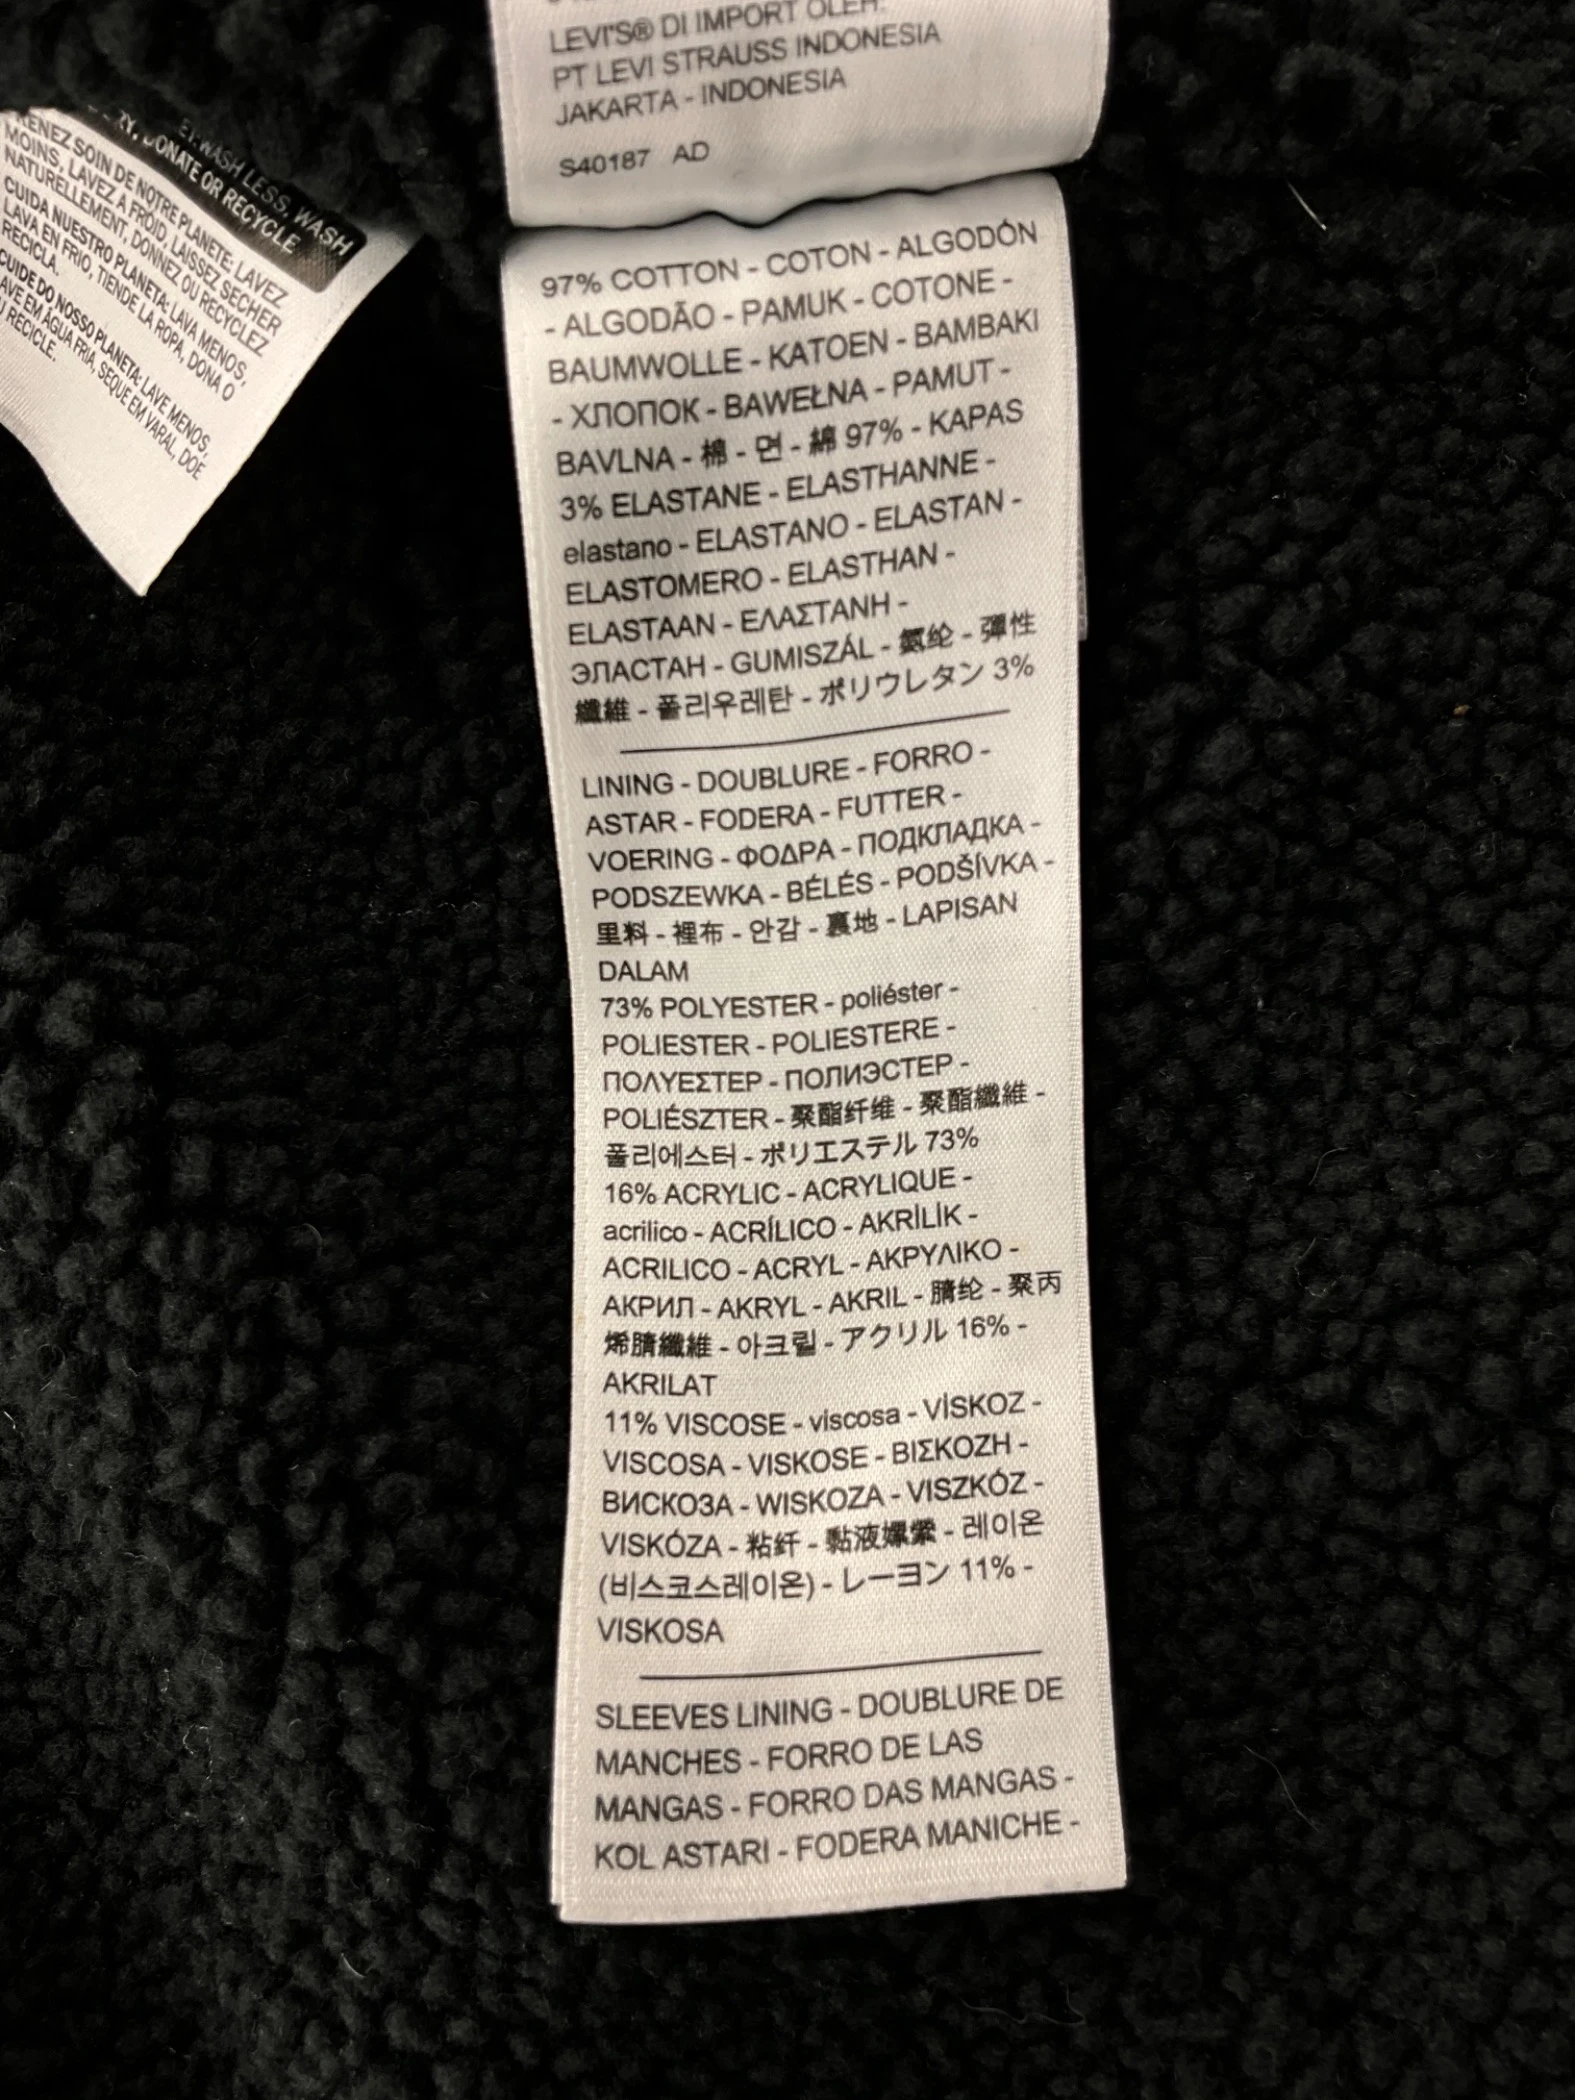 LEVI'S® DI IMPORT OLEH:
PT LEVI STRAUSS INDONESIA
JAKARTA - INDONESIA
S40187 AD
WASH LESS, WASH
DONATE OR RECYCLE
SOIN DE NOTRE PLANETE: LAVEZ
MOINS, LAVEZ A FROID, LAISSEZ SECHER
NATURELLEMENT, DONNEZ OU RECYCLEZ
CUIDA NUESTRO PLANETA: LAVA MENOS,
LAVA EN FRIO, TIENDE LA ROPA, DONA O
RECICLA.
CUIDE DO NOSSO PLANETA: LAVE MENOS,
LAVE EM AGUA FRIA, SEQUE EM VARAL, DOE
RECICLE.
97% COTTON - COTON - ALGODÓN
- ALGODÃO - PAMUK - COTONE -
BAUMWOLLE - KATOEN - BAMBAKI
- ХЛОПОК - BAWEŁNA - PAMUT -
BAVLNA - 棉 - 면 - 綿 97% - KAPAS
3% ELASTANE - ELASTHANNE -
elastano - ELASTANO - ELASTAN -
ELASTOMERO - ELASTHAN -
ELASTAAN - ΕΛΑΣΤΑΝΗ -
ЭЛАСТАН - GUMISZÁL - 氨纶 - 彈性
纖維 - 폴리우레탄 - ポリウレタン 3%
LINING - DOUBLURE - FORRO -
ASTAR - FODERA - FUTTER -
VOERING - ΦΟΔΡΑ - ПОДКЛАДКА -
PODSZEWKA - BÉLÉS - PODŠÍVKA -
里料 - 裡布 - 안감 - 裏地 - LAPISAN
DALAM
73% POLYESTER - poliéster -
POLIESTER - POLIESTERE -
ΠΟΛΥΕΣΤΕΡ - ПОЛИЭСТЕР -
POLIÉSZTER - 聚酯纤维 - 聚酯纖維 -
폴리에스터 - ポリエステル 73%
16% ACRYLIC - ACRYLIQUE -
acrilico - ACRÍLICO - AKRİLİK -
ACRILICO - ACRYL - ΑΚΡΥΛΙΚΟ -
АКРИЛ - AKRYL - AKRIL - 腈纶 - 聚丙
烯腈纖維 - 아크릴 - アクリル 16% -
AKRILAT
11% VISCOSE - viscosa - VİSKOZ -
VISCOSA - VISKOSE - ΒΙΣΚΟΖΗ -
ВИСКОЗА - WISKOZA - VISZKÓZ -
VISKÓZA - 粘纤 - 黏液嫘縈 - 레이온
(비스코스레이온) - レーヨン 11% -
VISKOSA
SLEEVES LINING - DOUBLURE DE
MANCHES - FORRO DE LAS
MANGAS - FORRO DAS MANGAS -
KOL ASTARI - FODERA MANICHE -